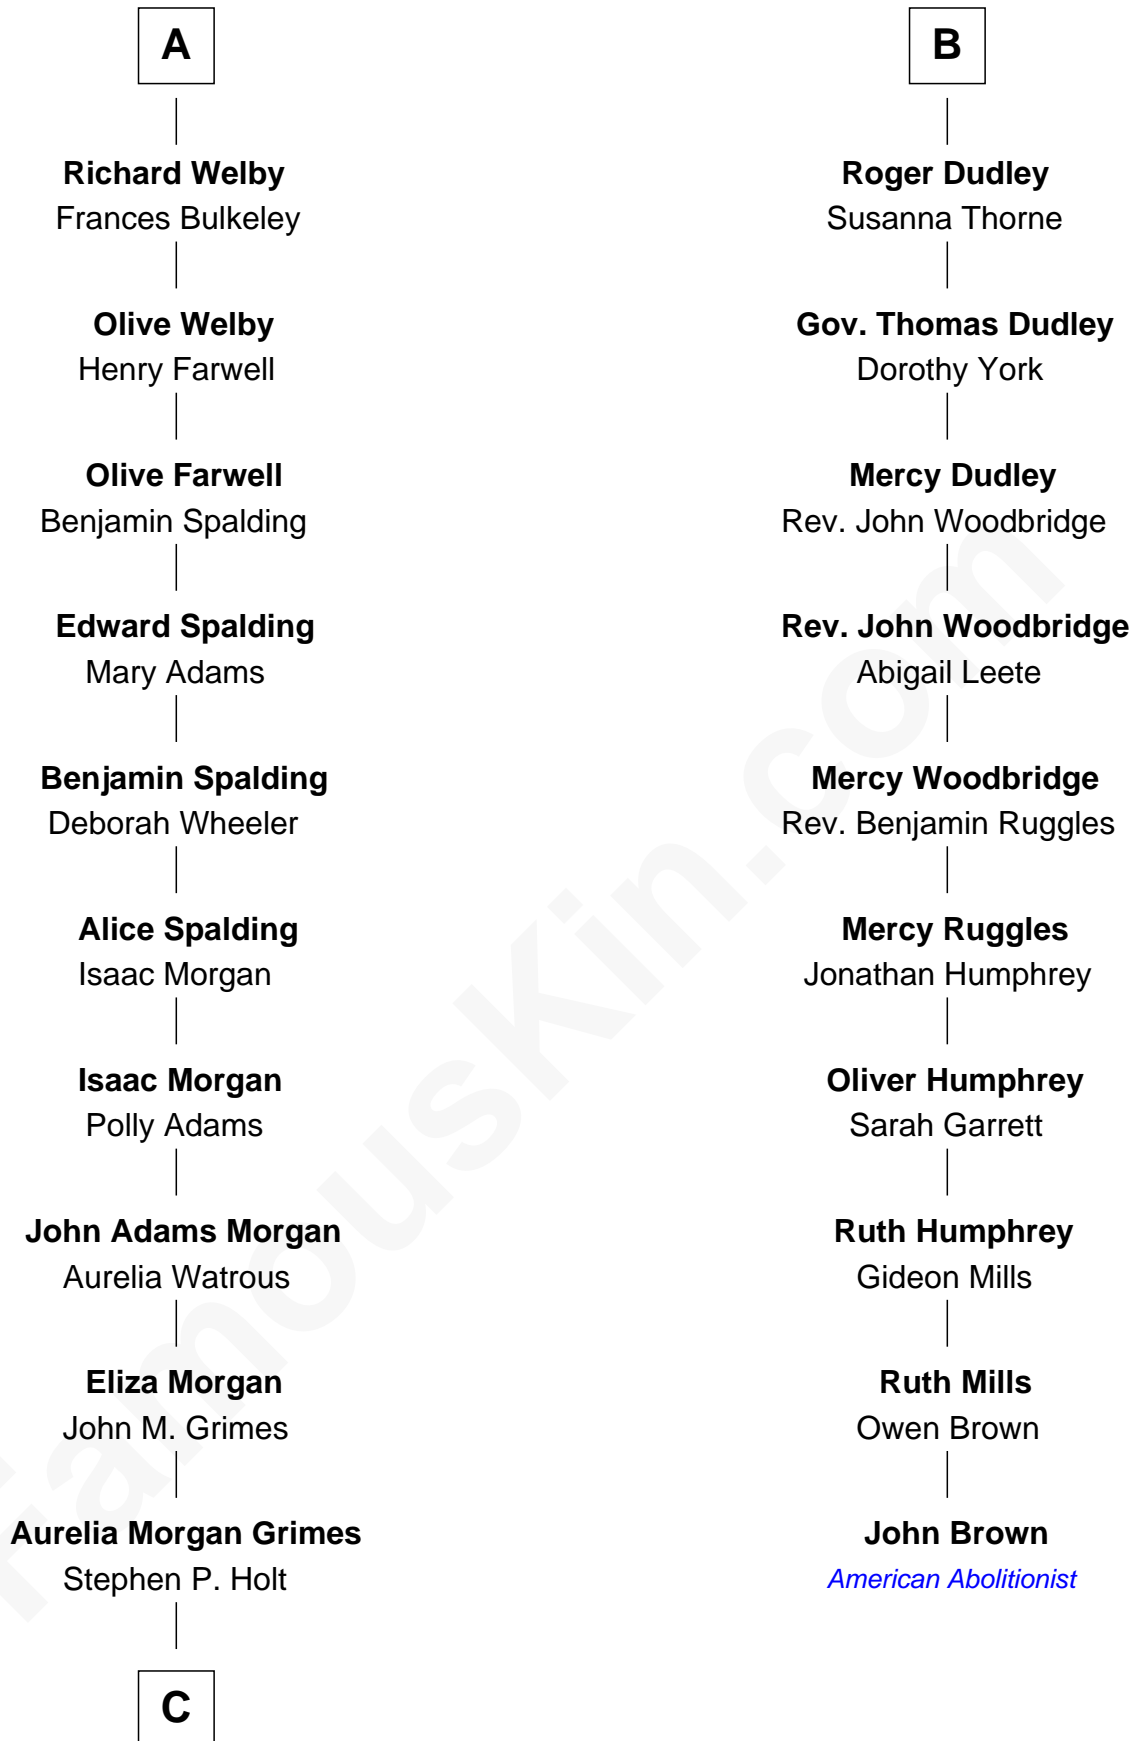 A
Richard Welby
Frances Bulkeley
Olive Welby
Henry Farwell
Olive Farwell
Benjamin Spalding
Edward Spalding
Mary Adams
Benjamin Spalding
Deborah Wheeler
Alice Spalding
Isaac Morgan
Isaac Morgan
Polly Adams
John Adams Morgan
Aurelia Watrous
Eliza Morgan
John M. Grimes
Aurelia Morgan Grimes
Stephen P. Holt
C
B
Roger Dudley
Susanna Thorne
Gov. Thomas Dudley
Dorothy York
Mercy Dudley
Rev. John Woodbridge
Rev. John Woodbridge
Abigail Leete
Mercy Woodbridge
Rev. Benjamin Ruggles
Mercy Ruggles
Jonathan Humphrey
Oliver Humphrey
Sarah Garrett
Ruth Humphrey
Gideon Mills
Ruth Mills
Owen Brown
John Brown
American Abolitionist
FamousKin.com